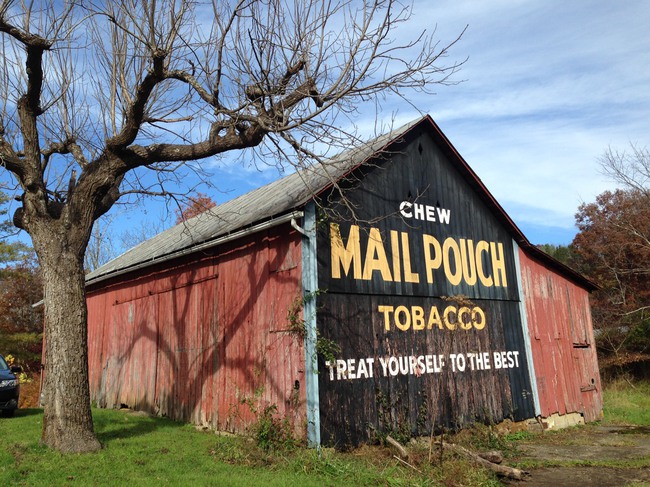 CHEW
MAIL POUCH
TOBACCO
TREAT YOURSELF TO THE BEST